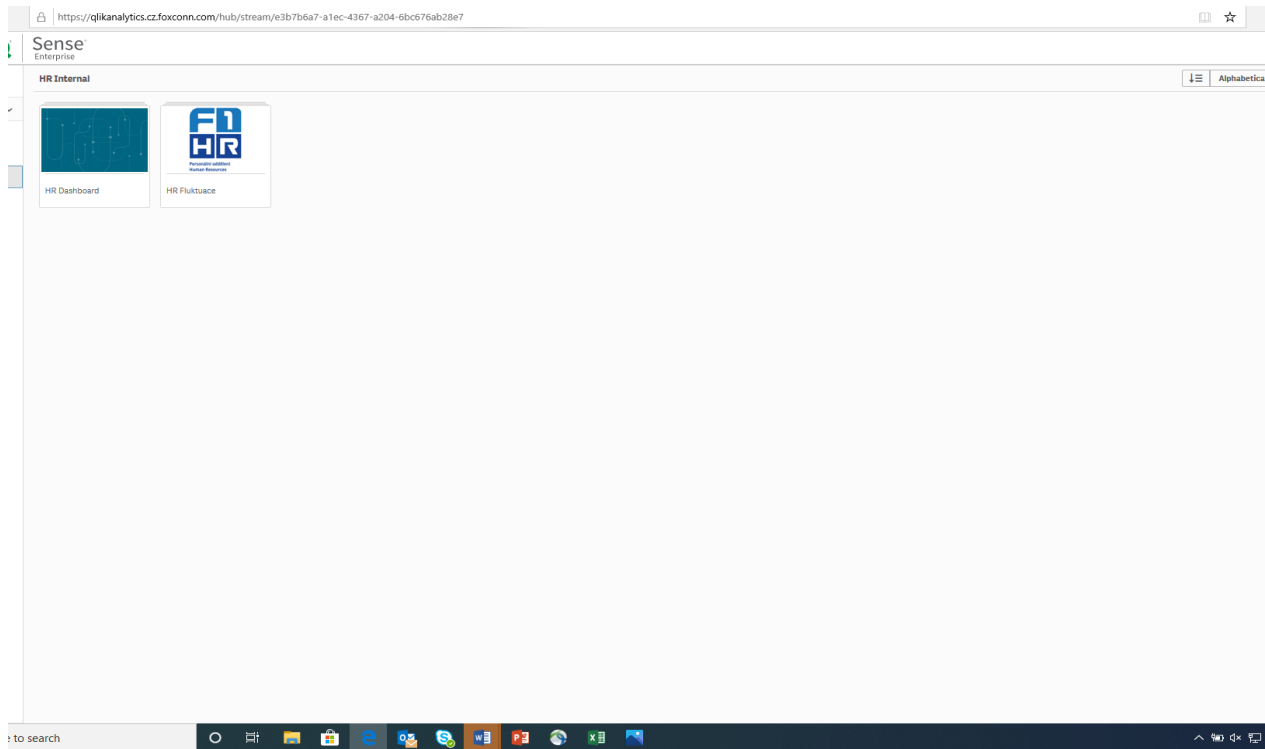 https://qlikanalytics.cz.foxconn.com/hub/stream/e3b7b6a7-a1ec-4367-a204-6bc676ab28e7
Sense
Enterprise
HR Internal
Alphabetica
F1
HR
Personální oddělení
Human Resources
HR Dashboard
HR Fluktuace
e to search